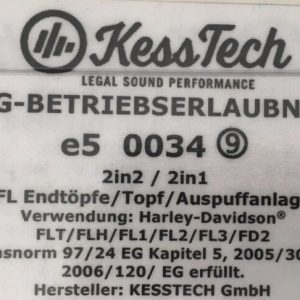 KessTech
LEGAL SOUND PERFORMANCE
G-BETRIEBSERLAUBN
e5 0034 ⑨
2in2 / 2in1
FL Endtöpfe/Topf/Auspuffanlag
Verwendung: Harley-Davidson®
FLT/FLH/FL1/FL2/FL3/FD2
nsnorm 97/24 EG Kapitel 5, 2005/30
2006/120/ EG erfüllt.
Hersteller: KESSTECH GmbH